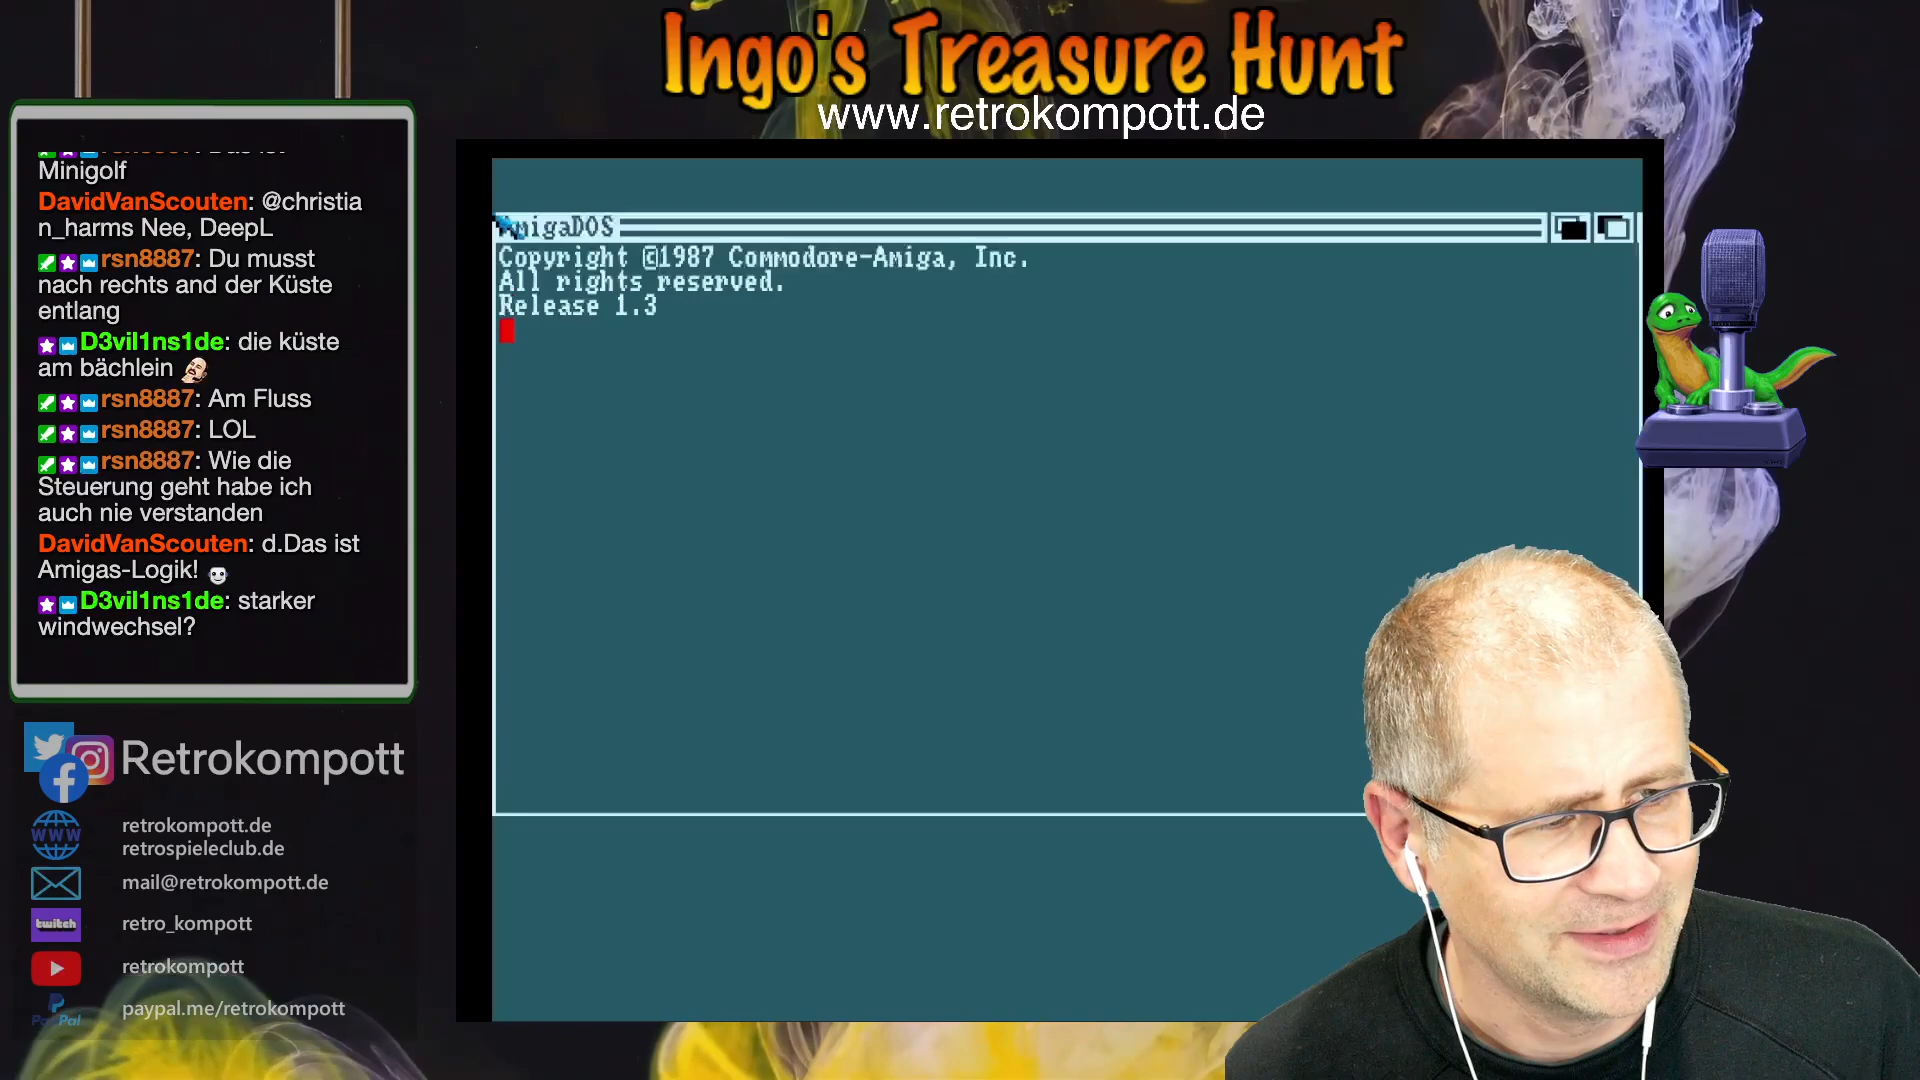 Ingo's Treasure Hunt
www.retrokompott.de
Minigolf
DavidVanScouten: @christia
n_harms Nee, DeepL
rsn8887: Du musst
nach rechts and der Küste
entlang
D3vil1ns1de: die küste
am bächlein
rsn8887: Am Fluss
rsn8887: LOL
rsn8887: Wie die
Steuerung geht habe ich
auch nie verstanden
DavidVanScouten: d.Das ist
Amigas-Logik!
D3vil1ns1de: starker
windwechsel?
AmigaDOS
Copyright ©1987 Commodore-Amiga, Inc.
All rights reserved.
Release 1.3
Retrokompott
WWW
retrokompott.de
retrospieleclub.de
mail@retrokompott.de
twitch
retro_kompott
retrokompott
PayPal
paypal.me/retrokompott